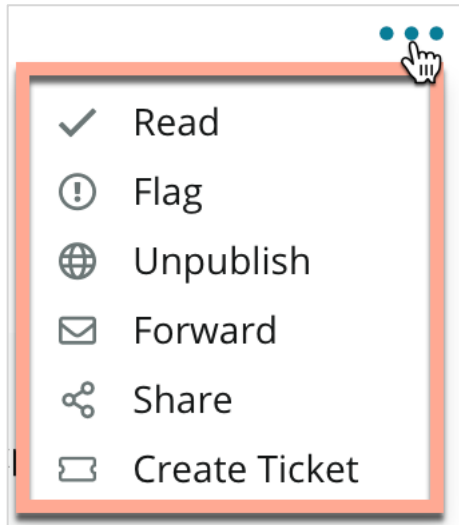 Read
Flag
Unpublish
Forward
Share
Create Ticket